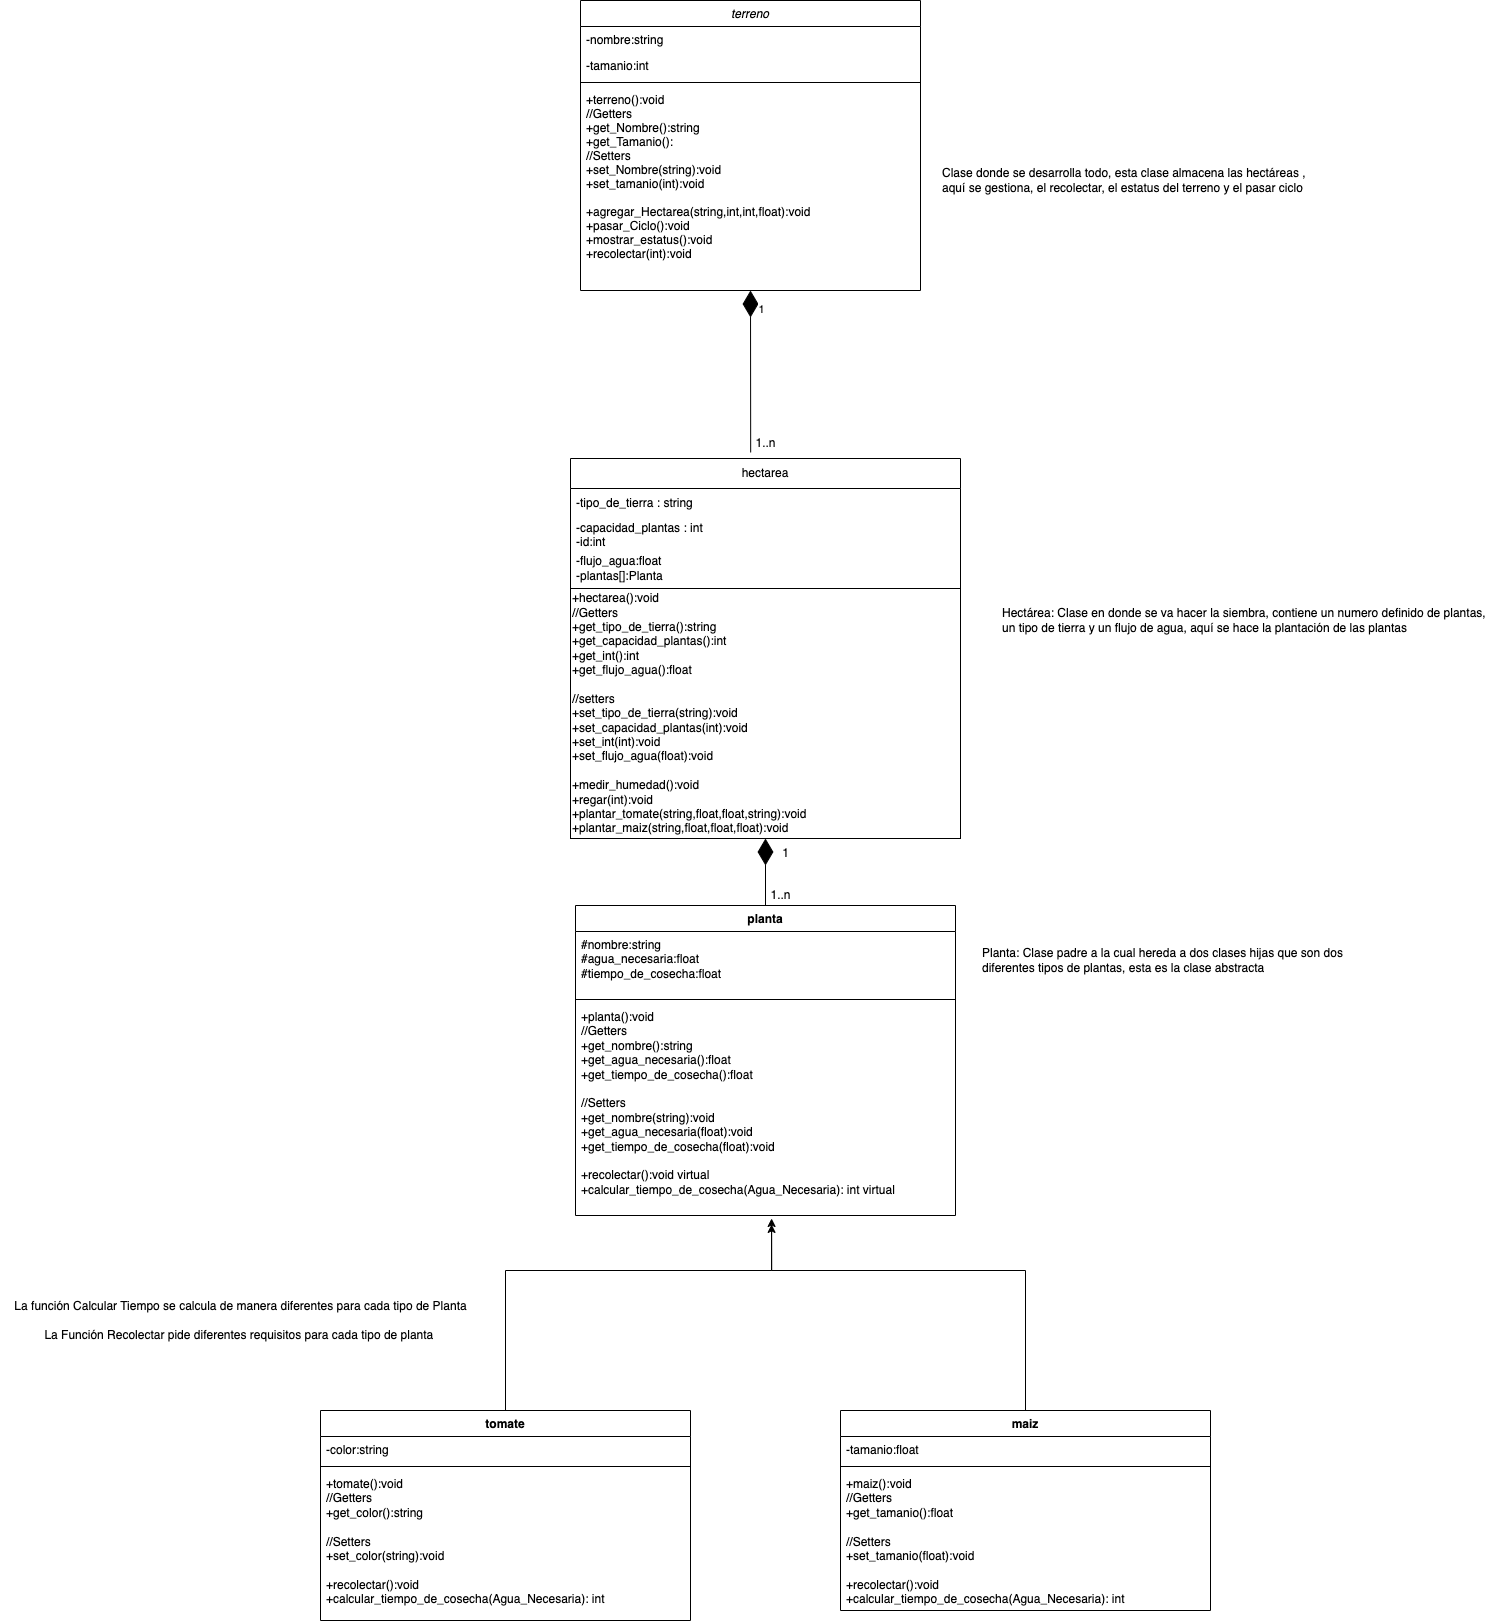 terreno
-nombre:string
-tamanio:int
+terreno():void
//Getters
+get_Nombre():string
+get_Tamanio():
//Setters
+set_Nombre(string):void
+set_tamanio(int):void
+agregar_Hectarea(string,int,int,float):void
+pasar_Ciclo():void
+mostrar_estatus():void
+recolectar(int):void
Clase donde se desarrolla todo, esta clase almacena las hectáreas ,
aquí se gestiona, el recolectar, el estatus del terreno y el pasar ciclo
1
1..n
hectarea
-tipo_de_tierra : string
-capacidad_plantas : int
-id:int
-flujo_agua:float
-plantas[]:Planta
+hectarea():void
//Getters
+get_tipo_de_tierra():string
+get_capacidad_plantas():int
+get_int():int
+get_flujo_agua():float
//setters
+set_tipo_de_tierra(string):void
+set_capacidad_plantas(int):void
+set_int(int):void
+set_flujo_agua(float):void
+medir_humedad():void
+regar(int):void
+plantar_tomate(string,float,float,string):void
+plantar_maiz(string,float,float,float):void
Hectárea: Clase en donde se va hacer la siembra, contiene un numero definido de plantas,
un tipo de tierra y un flujo de agua, aquí se hace la plantación de las plantas
1
1..n
planta
#nombre:string
#agua_necesaria:float
#tiempo_de_cosecha:float
+planta():void
//Getters
+get_nombre():string
+get_agua_necesaria():float
+get_tiempo_de_cosecha():float
//Setters
+get_nombre(string):void
+get_agua_necesaria(float):void
+get_tiempo_de_cosecha(float):void
+recolectar():void virtual
+calcular_tiempo_de_cosecha(Agua_Necesaria): int virtual
Planta: Clase padre a la cual hereda a dos clases hijas que son dos
diferentes tipos de plantas, esta es la clase abstracta
La función Calcular Tiempo se calcula de manera diferentes para cada tipo de Planta
La Función Recolectar pide diferentes requisitos para cada tipo de planta
tomate
-color:string
+tomate():void
//Getters
+get_color():string
//Setters
+set_color(string):void
+recolectar():void
+calcular_tiempo_de_cosecha(Agua_Necesaria): int
maiz
-tamanio:float
+maiz():void
//Getters
+get_tamanio():float
//Setters
+set_tamanio(float):void
+recolectar():void
+calcular_tiempo_de_cosecha(Agua_Necesaria): int